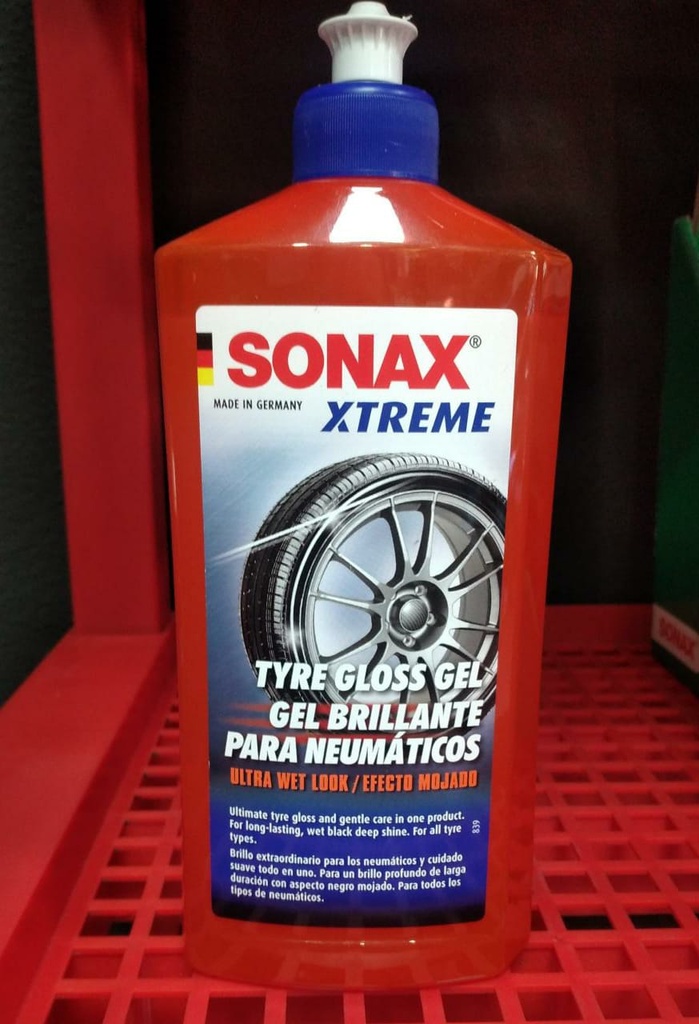 SONAX®
MADE IN GERMANY
XTREME
TYRE GLOSS GEL
GEL BRILLANTE
PARA NEUMÁTICOS
ULTRA WET LOOK / EFECTO MOJADO
Ultimate tyre gloss and gentle care in one product.
For long-lasting, wet black deep shine. For all tyre
types.
839
Brillo extraordinario para los neumáticos y cuidado
suave todo en uno. Para un brillo profundo de larga
duración con aspecto negro mojado. Para todos los
tipos de neumáticos.
SONAX